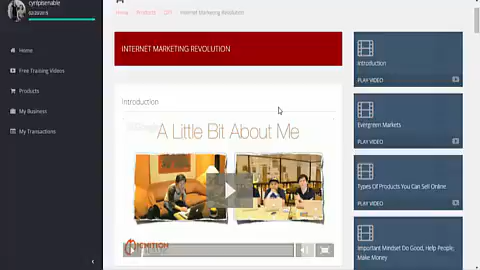 Home
Products
Internet Marketing Revolution
Home
Free Training Videos
Products
My Business
My Transactions
INTERNET MARKETING REVOLUTION
Introduction
A Little Bit About Me
IGNITION
Introduction
PLAY VIDEO
Evergreen Markets
PLAY VIDEO
Types Of Products You Can Sell Online
PLAY VIDEO
Important Mindset Do Good, Help People,
Make Money